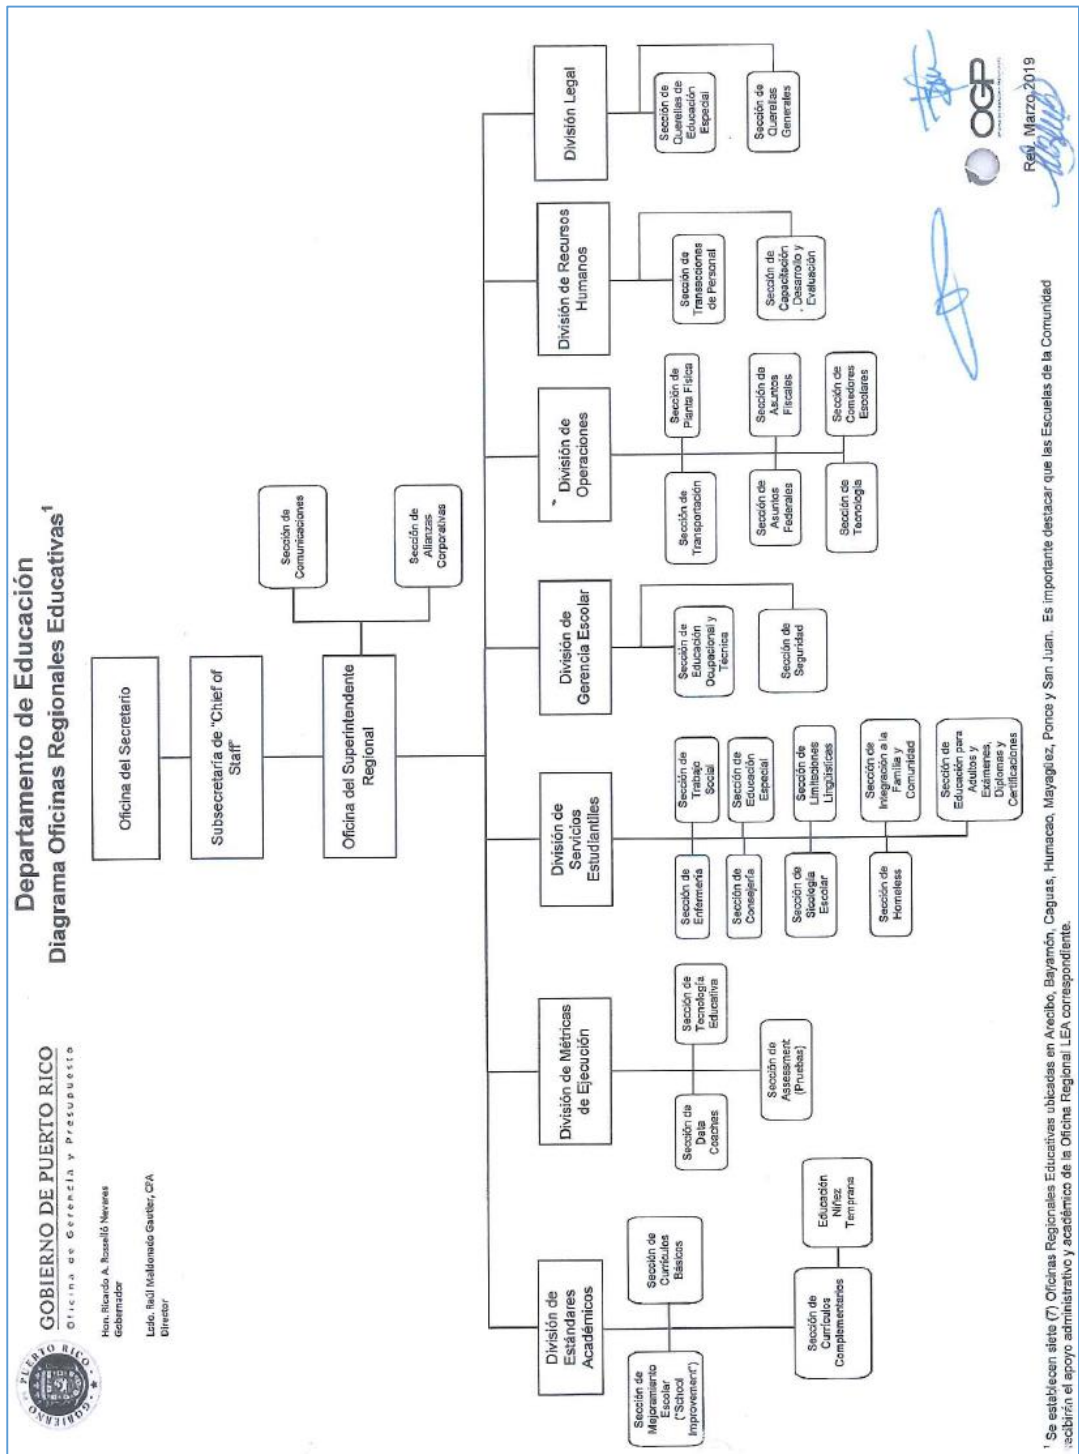 GOBIERNO DE PUERTO RICO
Oficina de Gerencia y Presupuesto
Hon. Ricardo A. Rosselló Nevares
Gobernador
Lcdo. Raúl Maldonado Gautier, CPA
Director
Departamento de Educación
Diagrama Oficinas Regionales Educativas¹
Oficina del Secretario
Subsecretaría de "Chief of
Staff"
Oficina del Superintendente
Regional
Sección de
Comunicaciones
Sección de
Alianzas
Corporativas
División de
Estándares
Académicos
Sección de
Mejoramiento
Escolar
("School
Improvement")
Sección de
Currículos
Básicos
Sección de
Currículos
Complementarios
Educación
Niñez
Temprana
División de Métricas
de Ejecución
Sección de
Data
Coaches
Sección de
Tecnología
Educativa
Sección de
Assessment
(Pruebas)
División de
Servicios
Estudiantiles
Sección de
Enfermería
Sección de
Trabajo
Social
Sección de
Consejería
Sección de
Educación
Especial
Sección de
Sicología
Escolar
Sección de
Limitaciones
Lingüísticas
Sección de
Homeless
Sección de
Integración a la
Familia y
Comunidad
Sección de
Educación para
Adultos y
Exámenes,
Diplomas y
Certificaciones
División de
Gerencia Escolar
Sección de
Educación
Ocupacional y
Técnica
Sección de
Seguridad
División de
Operaciones
Sección de
Transportación
Sección de
Planta Física
Sección de
Asuntos
Federales
Sección de
Asuntos
Fiscales
Sección de
Tecnología
Sección de
Comedores
Escolares
División de Recursos
Humanos
Sección de
Transacciones
de Personal
Sección de
Capacitación
Desarrollo y
Evaluación
División Legal
Sección de
Querellas de
Educación
Especial
Sección de
Querellas
Generales
OGP
Rev. Marzo 2019
¹ Se establecen siete (7) Oficinas Regionales Educativas ubicadas en Arecibo, Bayamón, Caguas, Humacao, Mayagüez, Ponce y San Juan. Es importante destacar que las Escuelas de la Comunidad
recibirán el apoyo administrativo y académico de la Oficina Regional LEA correspondiente.